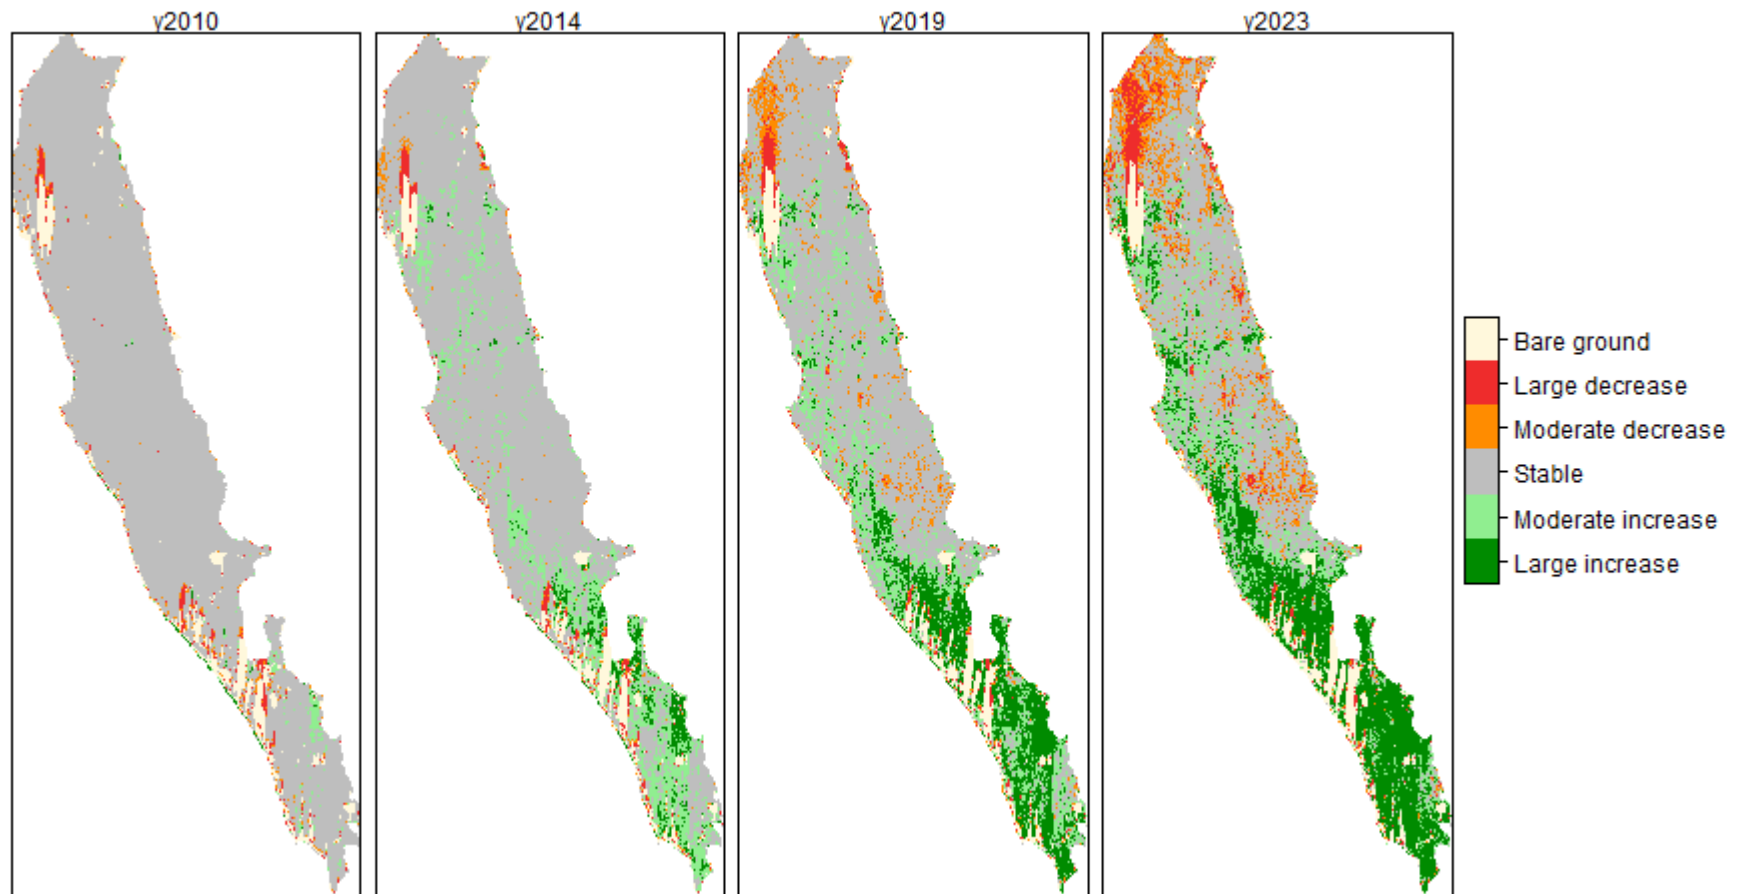 y2010
y2014
y2019
y2023
Bare ground
Large decrease
Moderate decrease
Stable
Moderate increase
Large increase